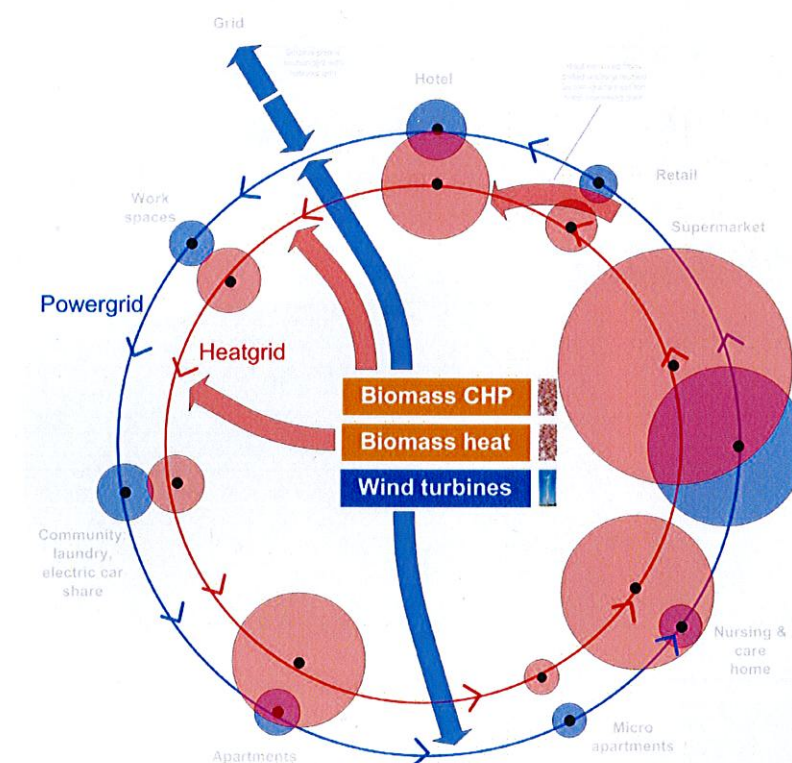 Grid
Hotel
Retail
Supermarket
Work
spaces
Powergrid
Heatgrid
Biomass CHP
Biomass heat
Wind turbines
Community:
laundry,
electric car
share
Nursing &
care
home
Micro
apartments
Apartments